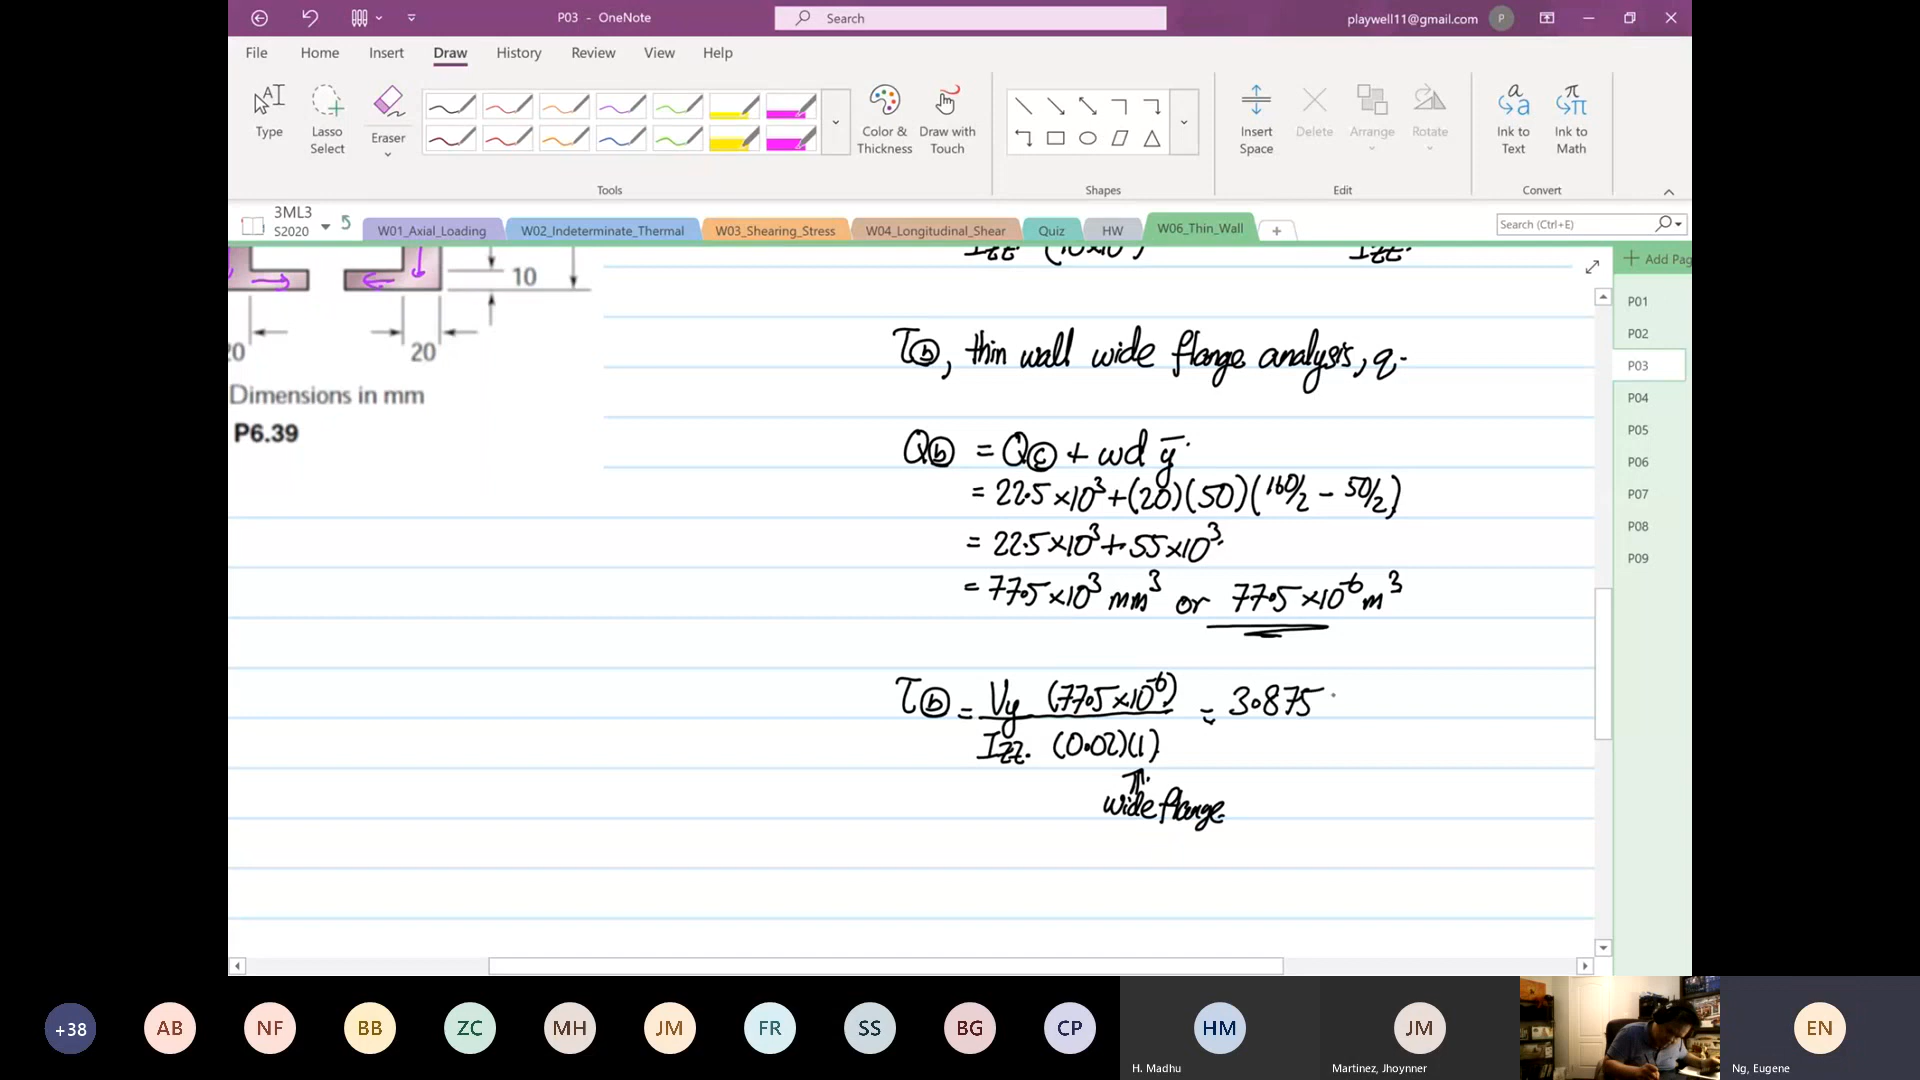 P03 - OneNote
Search
playwell11@gmail.com
P
File Home Insert Draw History Review View Help
Type
Lasso Select
Eraser
Color & Thickness
Draw with Touch
Insert Space
Delete
Arrange
Rotate
Ink to Text
Ink to Math
Tools
Shapes
Edit
Convert
3ML3
S2020
W01_Axial_Loading
W02_Indeterminate_Thermal
W03_Shearing_Stress
W04_Longitudinal_Shear
Quiz
HW
W06_Thin_Wall
Search (Ctrl+E)
Add Pag
P01
P02
P03
P04
P05
P06
P07
P08
P09
10
20
20
Dimensions in mm
P6.39
τⓑ, thin wall wide flange analysis, q.
Qⓑ = Qⓒ + wd ȳ
= 22.5×10³ + (20)(50)(160/2 - 50/2)
= 22.5×10³ + 55×10³
= 77.5×10³ mm³ or 77.5×10⁻⁶ m³
τⓑ = Vy (77.5×10⁻⁶) = 3.875
Izz. (0.02)(1)
wide flange
+38
AB
NF
BB
ZC
MH
JM
FR
SS
BG
CP
HM
H. Madhu
JM
Martinez, Jhoynner
EN
Ng, Eugene